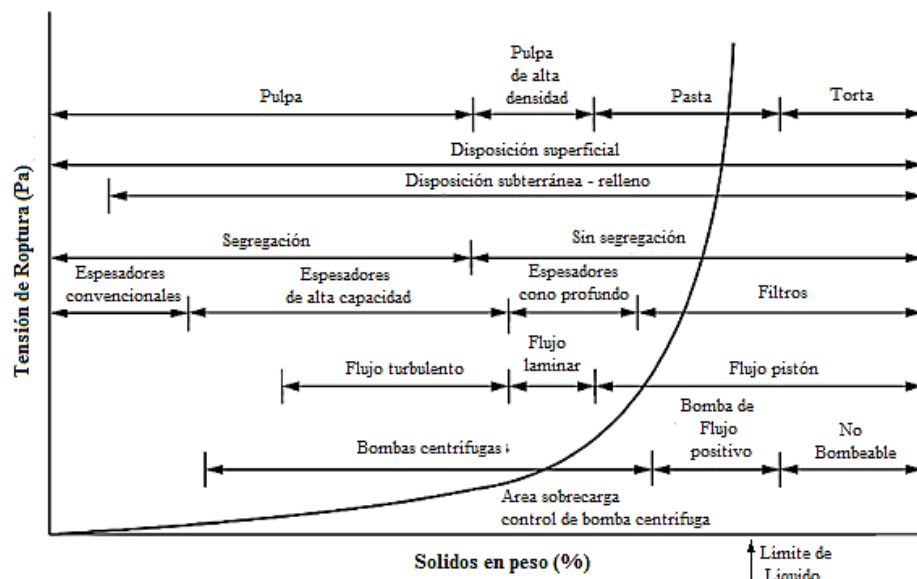 Pulpa
Pulpa
de alta
densidad
Pasta
Torta
Disposición superficial
Disposición subterránea - relleno
Segregación
Sin segregación
Espesadores
convencionales
Espesadores
de alta capacidad
Espesadores
cono profundo
Filtros
Flujo turbulento
Flujo
laminar
Flujo pistón
Bombas centrífugas
Bomba de
Flujo
positivo
No
Bombeable
Area sobrecarga
control de bomba centrifuga
Tensión de Roptura (Pa)
Solidos en peso (%)
Límite de
Líquido